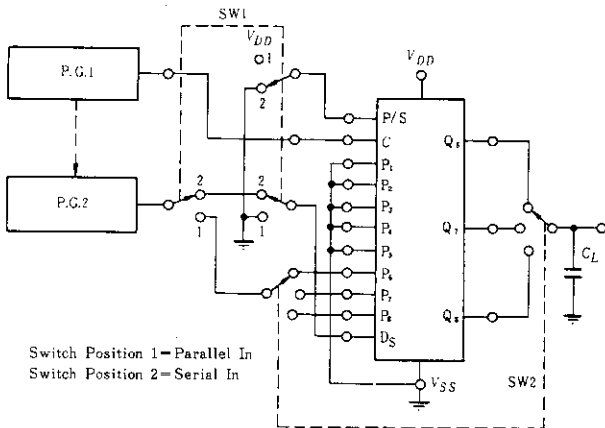 SW1
V_DD
1
P.G.1
2
V_DD
P/S
C
Q₆
P₁
P₂
P₃
P.G.2
2
2
P₄
Q₇
1
1
P₅
C_L
P₆
P₇
P₈
Q₈
D_S
Switch Position 1=Parallel In
Switch Position 2=Serial In
V_SS
SW2